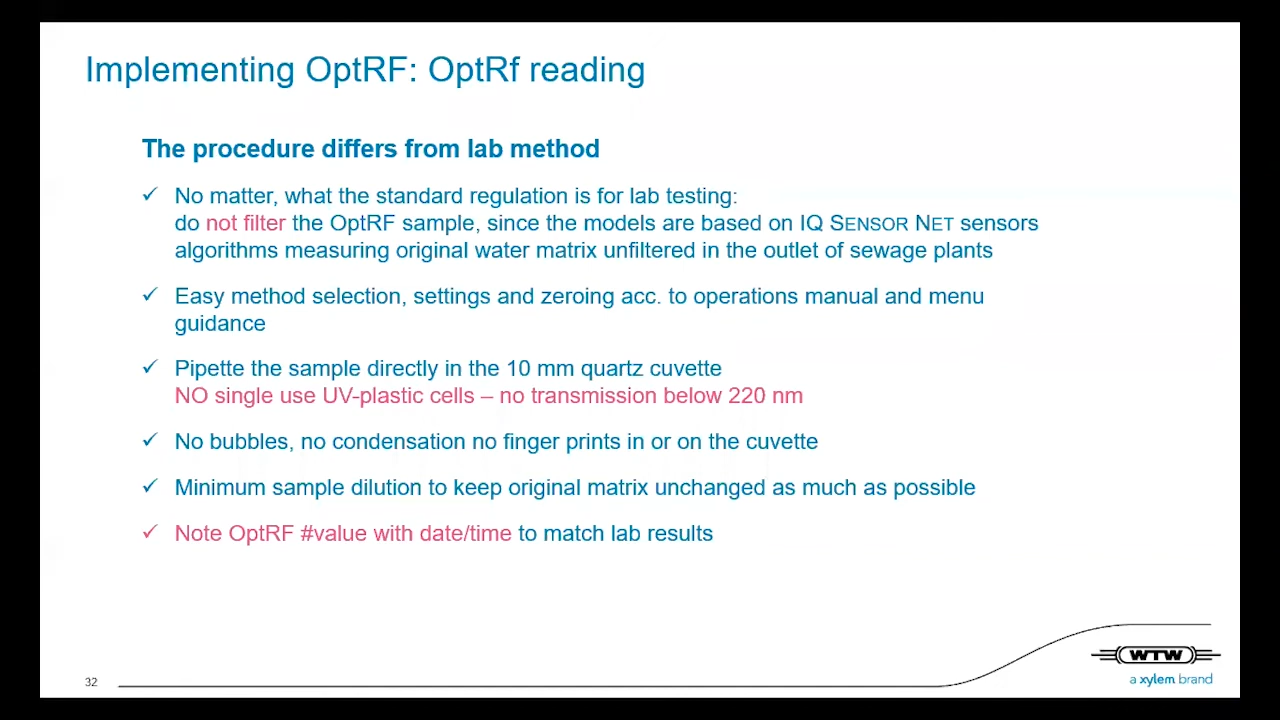 Implementing OptRF: OptRf reading
The procedure differs from lab method
✓ No matter, what the standard regulation is for lab testing:
do not filter the OptRF sample, since the models are based on IQ SENSOR NET sensors
algorithms measuring original water matrix unfiltered in the outlet of sewage plants
✓ Easy method selection, settings and zeroing acc. to operations manual and menu
guidance
✓ Pipette the sample directly in the 10 mm quartz cuvette
NO single use UV-plastic cells – no transmission below 220 nm
✓ No bubbles, no condensation no finger prints in or on the cuvette
✓ Minimum sample dilution to keep original matrix unchanged as much as possible
✓ Note OptRF #value with date/time to match lab results
WTW
a xylem brand
32